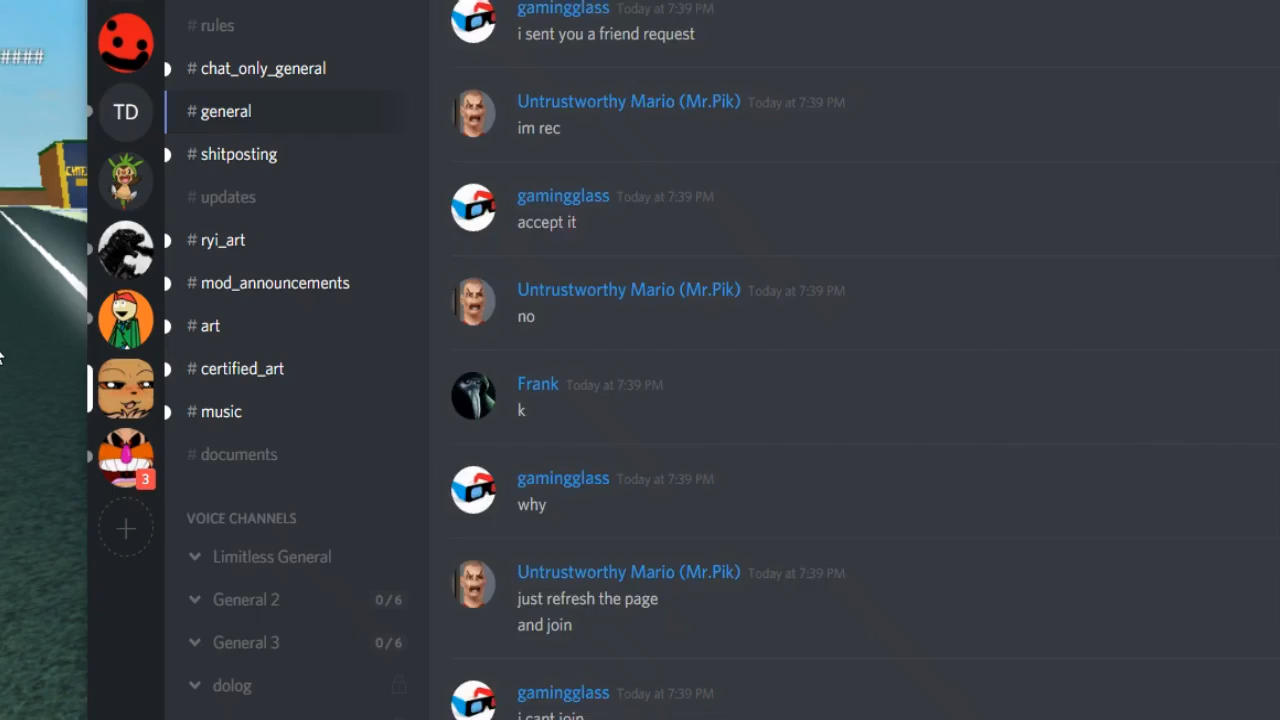 ####
TD
3
# rules
# chat_only_general
# general
# shitposting
# updates
# ryi_art
# mod_announcements
# art
# certified_art
# music
# documents
VOICE CHANNELS
Limitless General
General 2 0/6
General 3 0/6
dolog
gamingglass Today at 7:39 PM
i sent you a friend request
Untrustworthy Mario (Mr.Pik) Today at 7:39 PM
im rec
gamingglass Today at 7:39 PM
accept it
Untrustworthy Mario (Mr.Pik) Today at 7:39 PM
no
Frank Today at 7:39 PM
k
gamingglass Today at 7:39 PM
why
Untrustworthy Mario (Mr.Pik) Today at 7:39 PM
just refresh the page
and join
gamingglass Today at 7:39 PM
i cant join